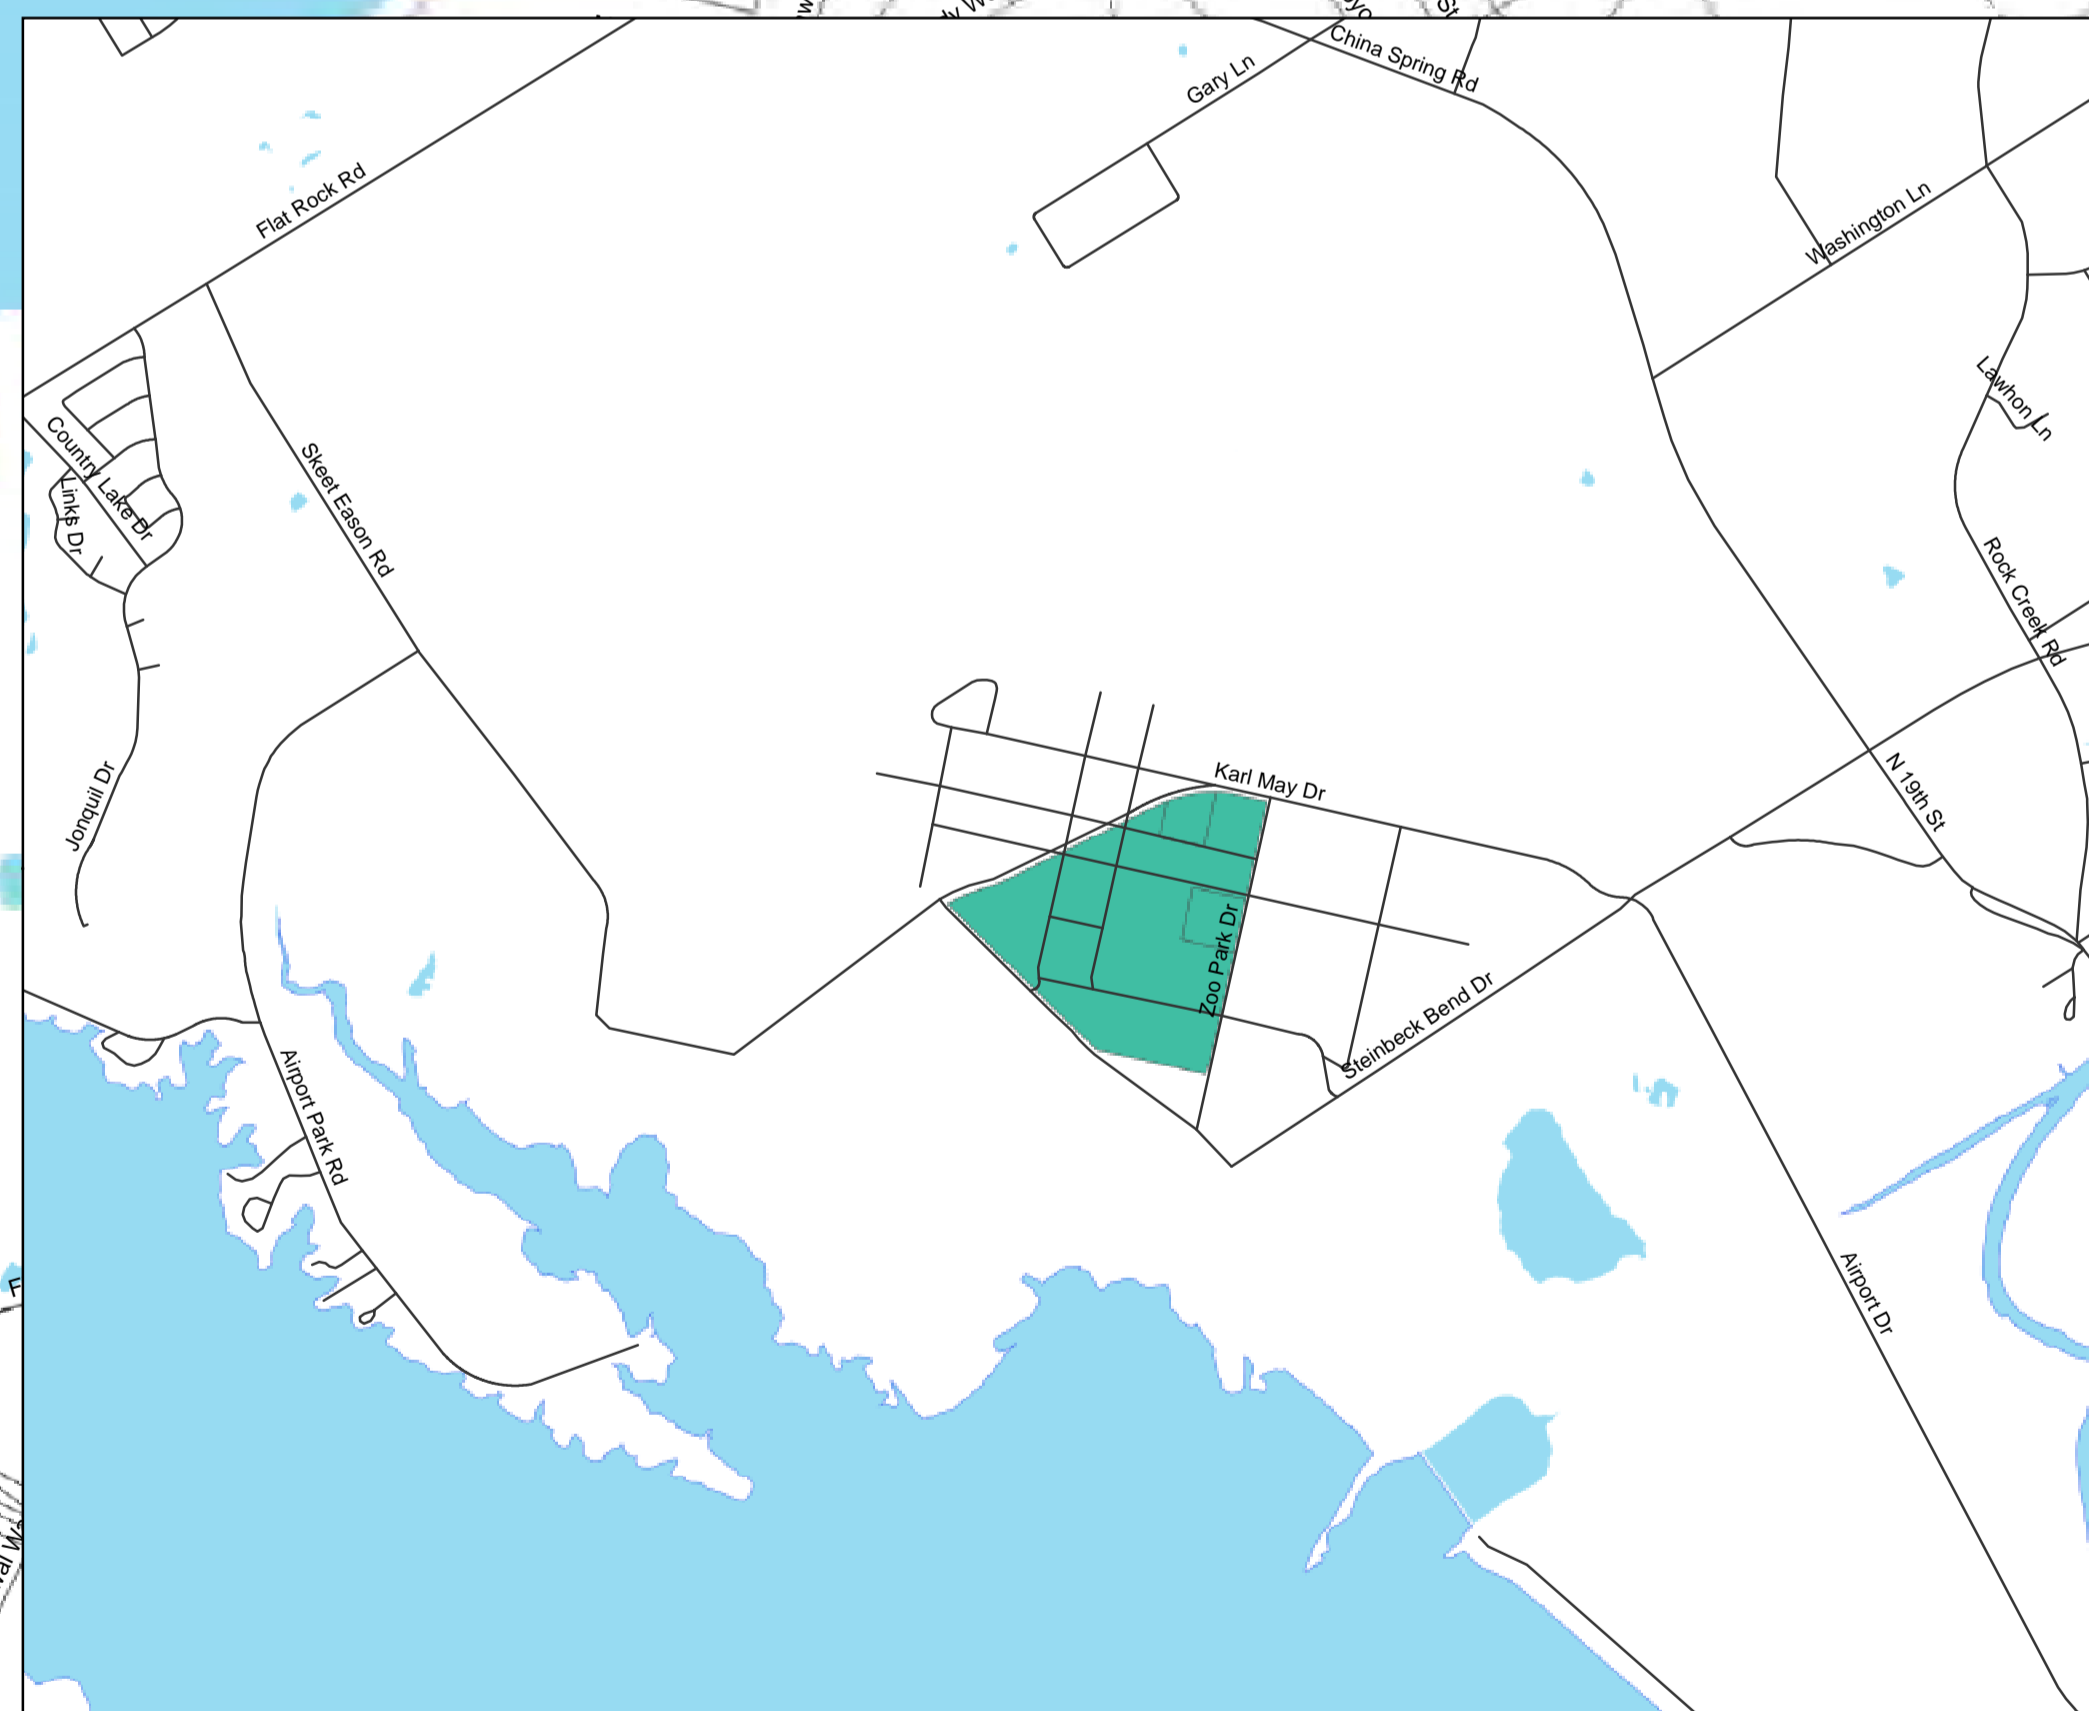 St
China Spring Rd
Gary Ln
Flat Rock Rd
Washington Ln
Lawhon Ln
Country Lake Dr
Links Dr
Skeet Eason Rd
Rock Creek Rd
Karl May Dr
N 19th St
Jonquil Dr
Zoo Park Dr
Steinbeck Bend Dr
Airport Park Rd
Airport Dr